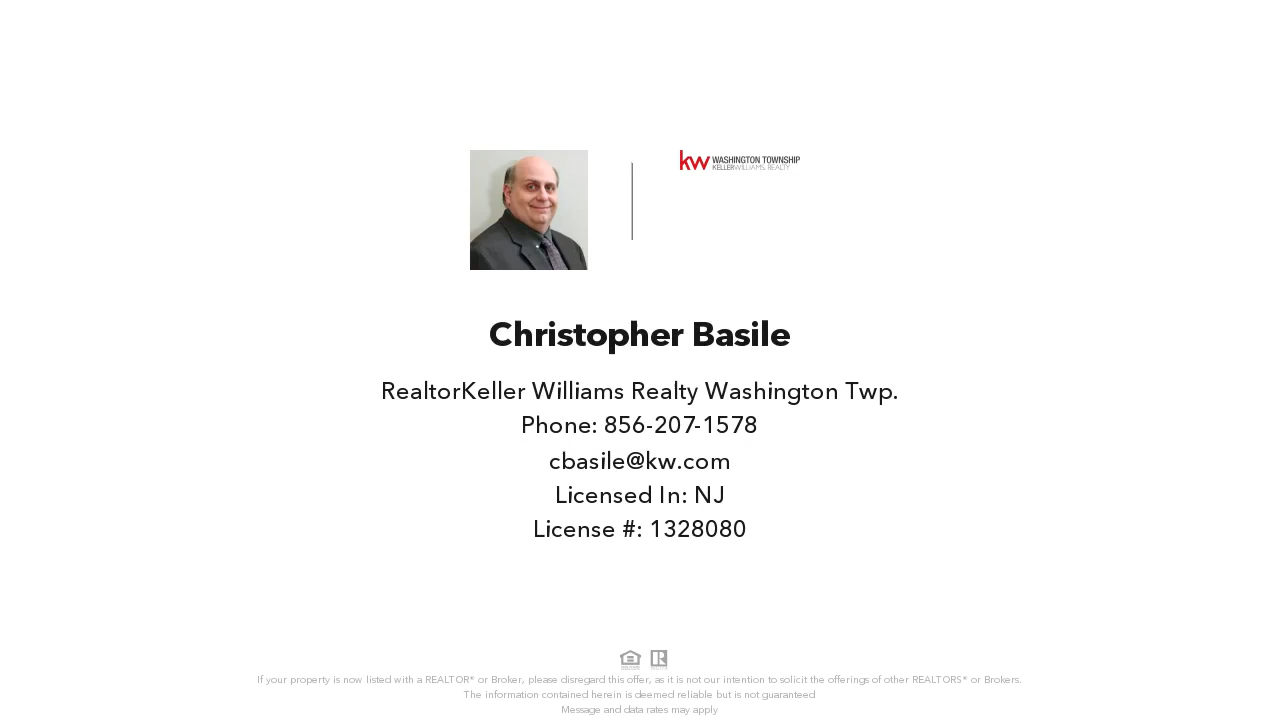 kw WASHINGTON TOWNSHIP
KELLERWILLIAMS. REALTY
Christopher Basile
RealtorKeller Williams Realty Washington Twp.
Phone: 856-207-1578
cbasile@kw.com
Licensed In: NJ
License #: 1328080
If your property is now listed with a REALTOR® or Broker, please disregard this offer, as it is not our intention to solicit the offerings of other REALTORS® or Brokers.
The information contained herein is deemed reliable but is not guaranteed
Message and data rates may apply